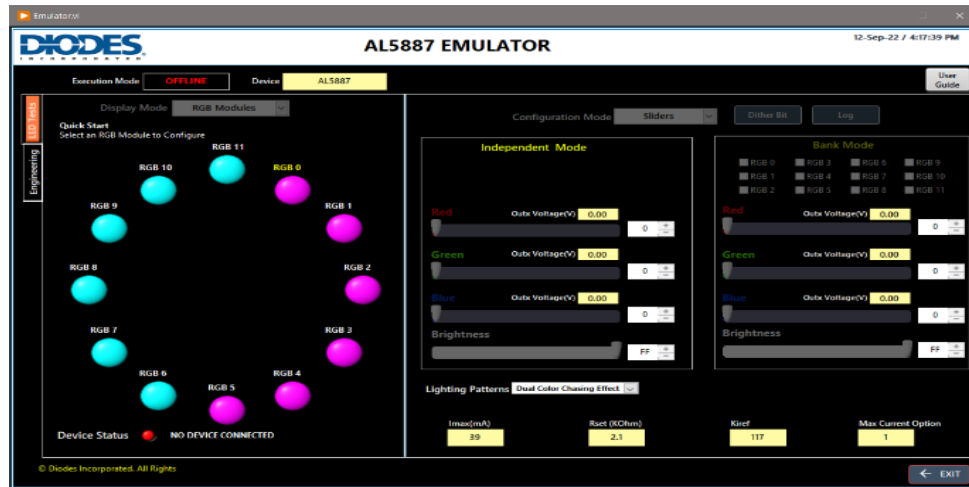 Emulator.vi
DIODES
INCORPORATED
AL5887 EMULATOR
12-Sep-22 / 4:17:39 PM
Execution Mode OFFLINE Device AL5887
User Guide
LED Tests
Engineering
Display Mode RGB Modules
Quick Start
Select an RGB Module to Configure
RGB 11
RGB 10 RGB 0
RGB 9 RGB 1
RGB 8 RGB 2
RGB 7 RGB 3
RGB 6 RGB 4
RGB 5
Device Status NO DEVICE CONNECTED
Configuration Mode Sliders Dither Bit Log
Independent Mode
Red Outx Voltage(V) 0.00
0
Green Outx Voltage(V) 0.00
0
Blue Outx Voltage(V) 0.00
0
Brightness
FF
Bank Mode
RGB 0 RGB 3 RGB 6 RGB 9
RGB 1 RGB 4 RGB 7 RGB 10
RGB 2 RGB 5 RGB 8 RGB 11
Red Outx Voltage(V) 0.00
0
Green Outx Voltage(V) 0.00
0
Blue Outx Voltage(V) 0.00
0
Brightness
FF
Lighting Patterns Dual Color Chasing Effect
Imax(mA) Rset (KOhm) Kiref Max Current Option
39 2.1 117 1
© Diodes Incorporated. All Rights
EXIT